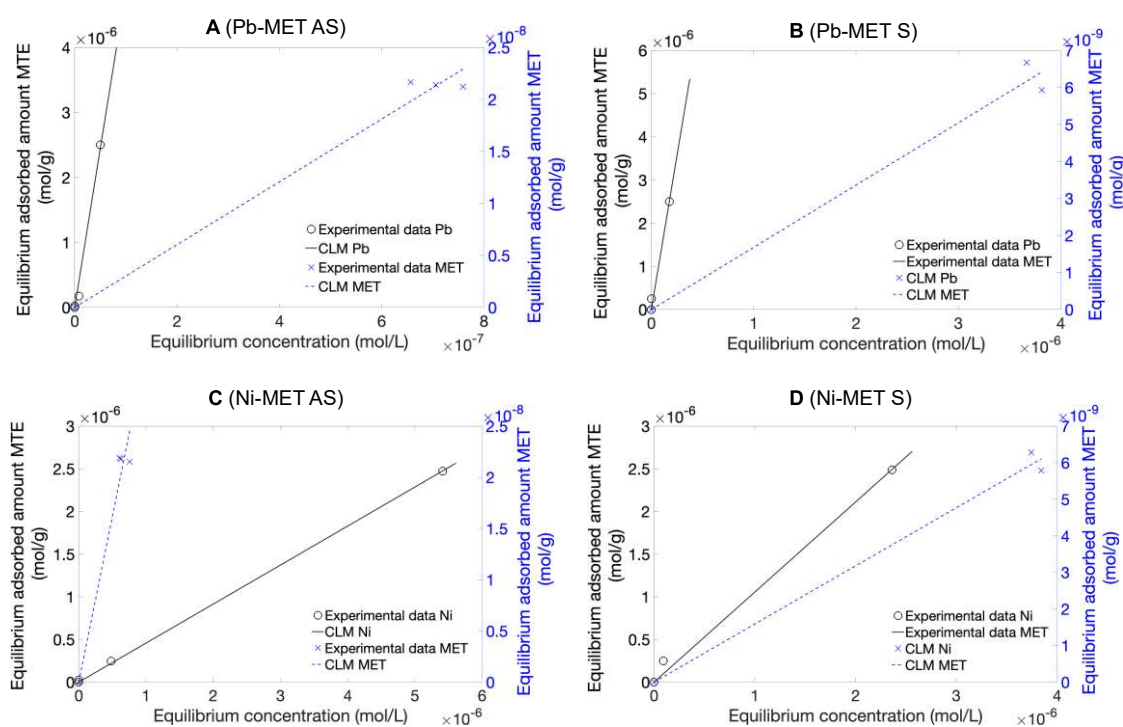 A (Pb-MET AS)
× 10⁻⁶
× 10⁻⁸
Equilibrium adsorbed amount MTE
(mol/g)
4
3
2
1
0
2.5
2
1.5
1
0.5
0
Equilibrium adsorbed amount MET
(mol/g)
Experimental data Pb
CLM Pb
Experimental data MET
CLM MET
0 2 4 6 8
Equilibrium concentration (mol/L)
× 10⁻⁷
B (Pb-MET S)
× 10⁻⁶
× 10⁻⁹
Equilibrium adsorbed amount MTE
(mol/g)
6
5
4
3
2
1
0
7
6
5
4
3
2
1
0
Equilibrium adsorbed amount MET
(mol/g)
Experimental data Pb
Experimental data MET
CLM Pb
CLM MET
0 1 2 3 4
Equilibrium concentration (mol/L)
× 10⁻⁶
C (Ni-MET AS)
× 10⁻⁶
× 10⁻⁸
Equilibrium adsorbed amount MTE
(mol/g)
3
2.5
2
1.5
1
0.5
0
2.5
2
1.5
1
0.5
0
Equilibrium adsorbed amount MET
(mol/g)
Experimental data Ni
CLM Ni
Experimental data MET
CLM MET
0 1 2 3 4 5 6
Equilibrium concentration (mol/L)
× 10⁻⁶
D (Ni-MET S)
× 10⁻⁶
× 10⁻⁹
Equilibrium adsorbed amount MTE
(mol/g)
3
2.5
2
1.5
1
0.5
0
7
6
5
4
3
2
1
0
Equilibrium adsorbed amount MET
(mol/g)
Experimental data Ni
Experimental data MET
CLM Ni
CLM MET
0 1 2 3 4
Equilibrium concentration (mol/L)
× 10⁻⁶